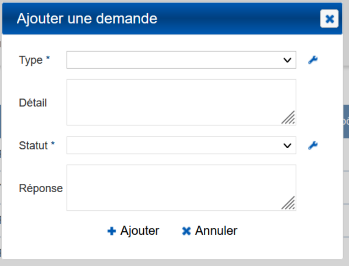 Ajouter une demande
Type *
Détail
Statut *
Réponse
Ajouter Annuler